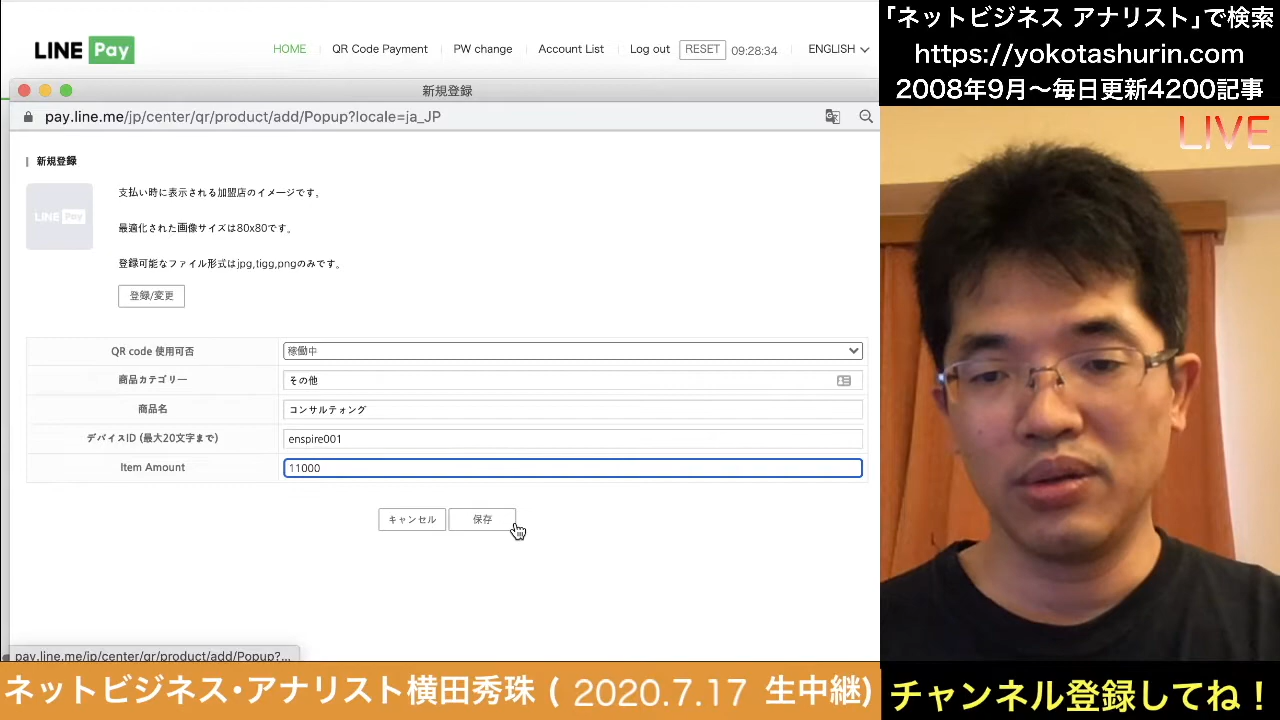 LINE Pay
HOME QR Code Payment PW change Account List Log out RESET 09:28:34 ENGLISH
新規登録
pay.line.me/jp/center/qr/product/add/Popup?locale=ja_JP
新規登録
LINE Pay
支払い時に表示される加盟店のイメージです。
最適化された画像サイズは80x80です。
登録可能なファイル形式はjpg,tigg,pngのみです。
登録/変更
QR code 使用可否 稼働中
商品カテゴリー その他
商品名 コンサルティング
デバイスID (最大20文字まで) enspire001
Item Amount 11000
キャンセル 保存
pay.line.me/jp/center/qr/product/add/Popup?...
「ネットビジネス アナリスト」で検索
https://yokotashurin.com
2008年9月〜毎日更新4200記事
LIVE
ネットビジネス・アナリスト横田秀珠 ( 2020.7.17 生中継)
チャンネル登録してね!